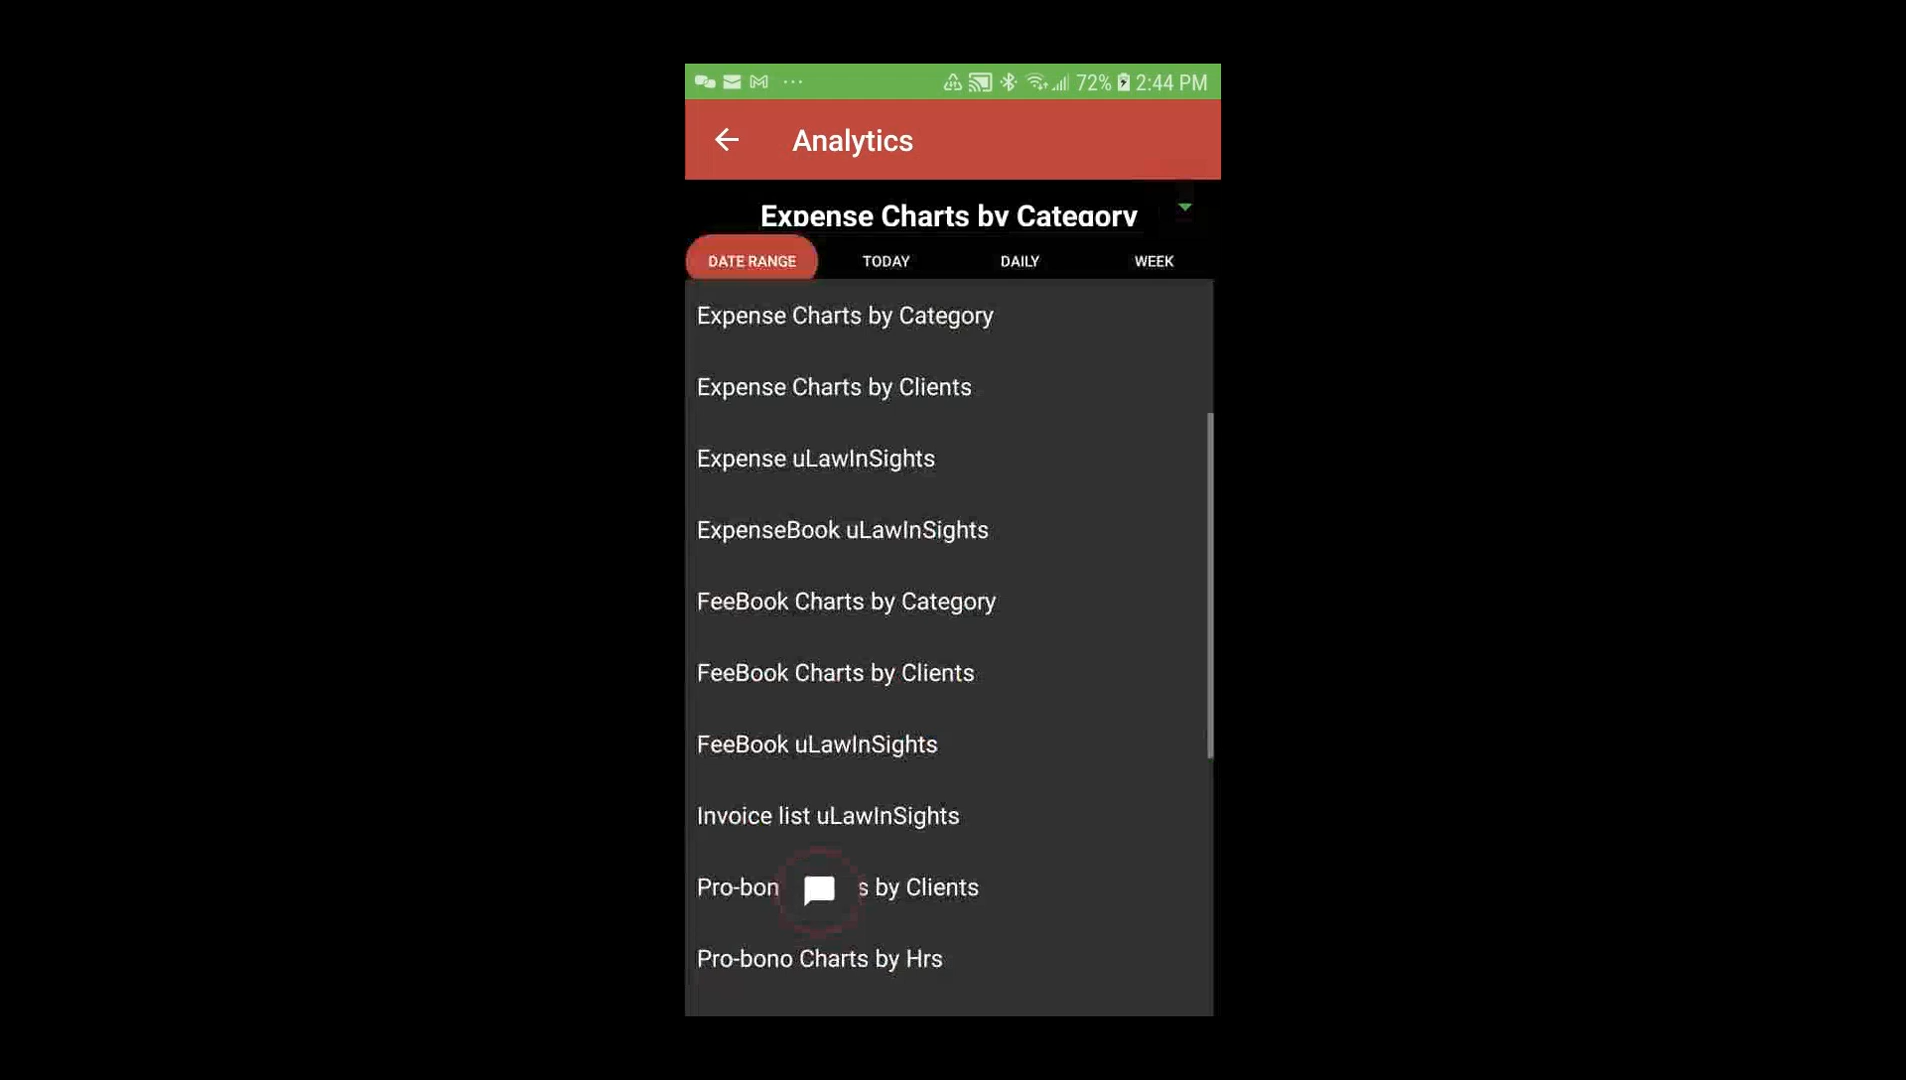 72% 2:44 PM
Analytics
Expense Charts by Category
DATE RANGE TODAY DAILY WEEK
Expense Charts by Category
Expense Charts by Clients
Expense uLawInSights
ExpenseBook uLawInSights
FeeBook Charts by Category
FeeBook Charts by Clients
FeeBook uLawInSights
Invoice list uLawInSights
Pro-bon s by Clients
Pro-bono Charts by Hrs